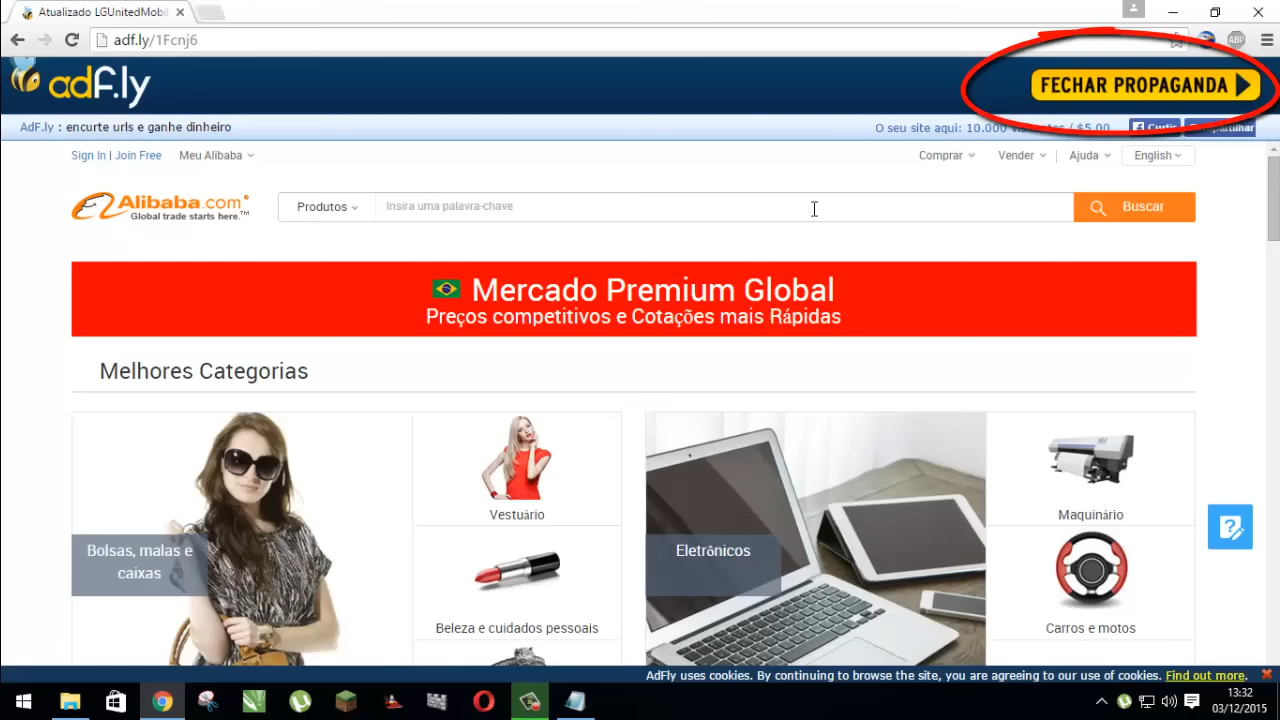 Atualizado LGUnitedMobil
adf.ly/1Fcnj6
ABP
adf.ly
FECHAR PROPAGANDA
AdF.ly : encurte urls e ganhe dinheiro
O seu site aqui: 10.000 visitantes / $5.00
Curtir
Compartilhar
Sign In | Join Free
Meu Alibaba
Comprar
Vender
Ajuda
English
Alibaba.com®
Global trade starts here.™
Produtos
Insira uma palavra-chave
Buscar
Mercado Premium Global
Preços competitivos e Cotações mais Rápidas
Melhores Categorias
Bolsas, malas e
caixas
Vestuário
Beleza e cuidados pessoais
Eletrônicos
Maquinário
Carros e motos
AdFly uses cookies. By continuing to browse the site, you are agreeing to our use of cookies. Find out more.
13:32
03/12/2015